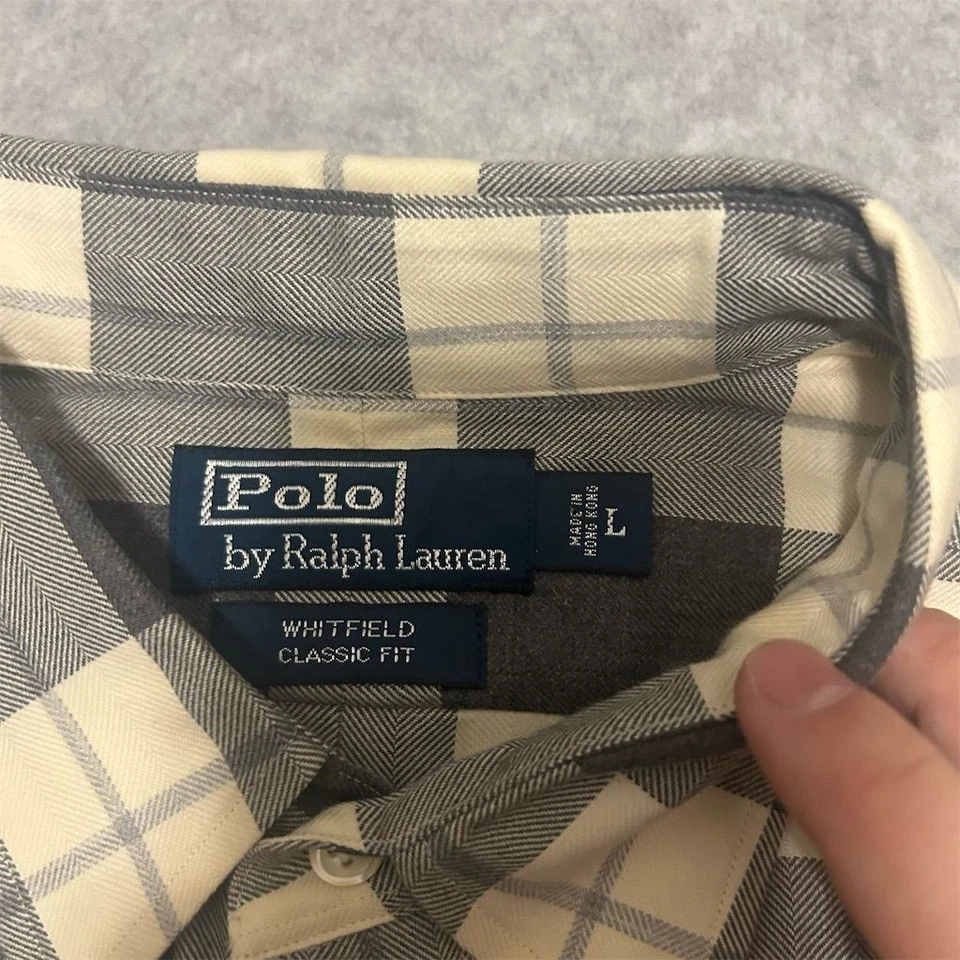 Polo
by Ralph Lauren
MADE IN
HONG KONG
L
WHITFIELD
CLASSIC FIT